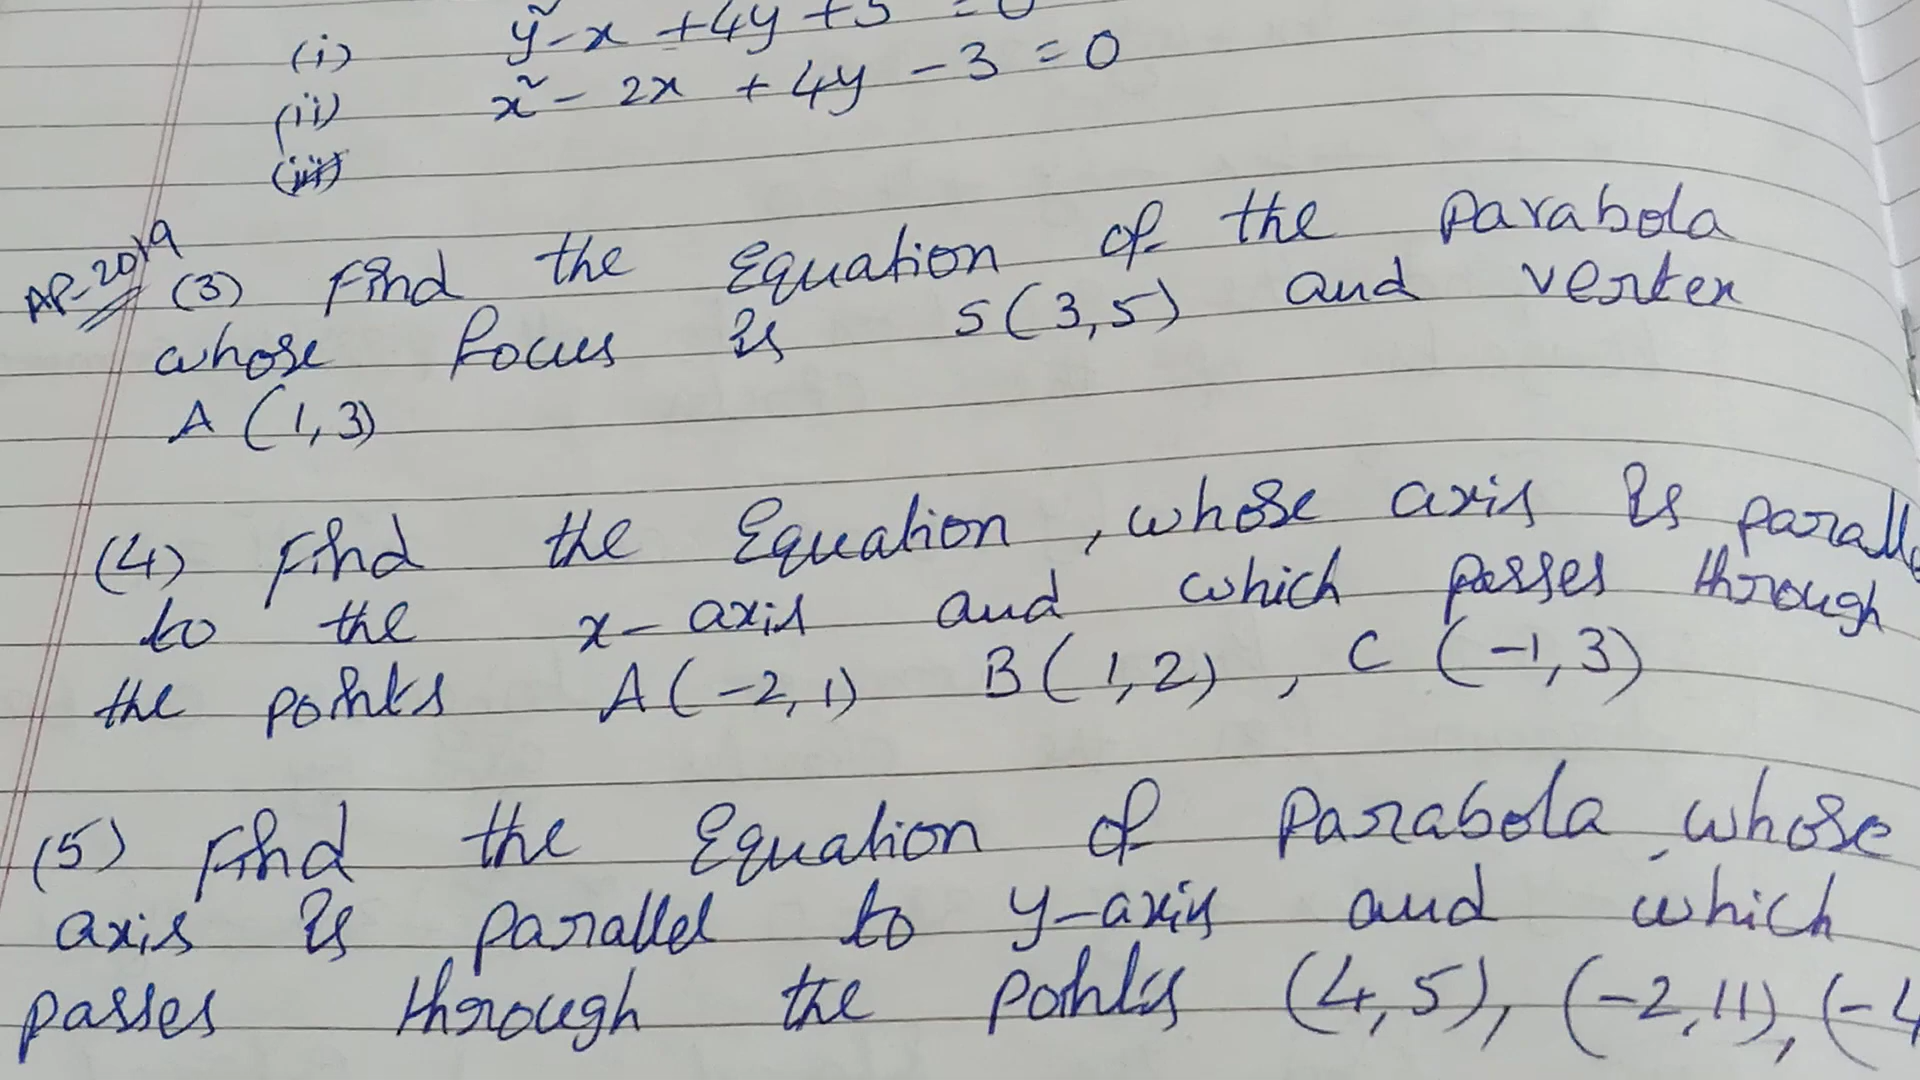 (i) y² - x + 4y + 5 = 0
(ii) x² - 2x + 4y - 3 = 0
(iii)
AP-2019 (3) Find the Equation of the Parabola
whose focus is S(3,5) and vertex
A (1,3)
(4) Find the Equation, whose axis is parall
to the x-axis and which passes through
the points A(-2,1) B(1,2), C (-1,3)
(5) Find the Equation of Parabola, whose
axis is parallel to y-axis and which
passes through the points (4,5), (-2,11), (-4